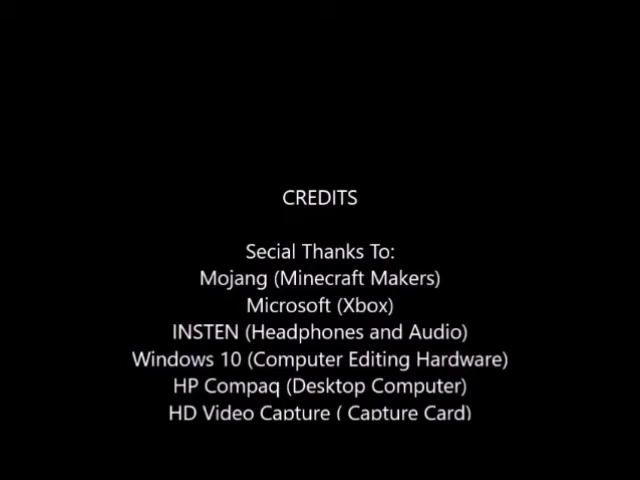 CREDITS
Secial Thanks To:
Mojang (Minecraft Makers)
Microsoft (Xbox)
INSTEN (Headphones and Audio)
Windows 10 (Computer Editing Hardware)
HP Compaq (Desktop Computer)
HD Video Capture ( Capture Card)